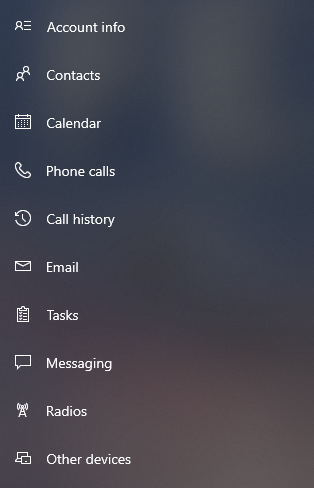 Account info
Contacts
Calendar
Phone calls
Call history
Email
Tasks
Messaging
Radios
Other devices